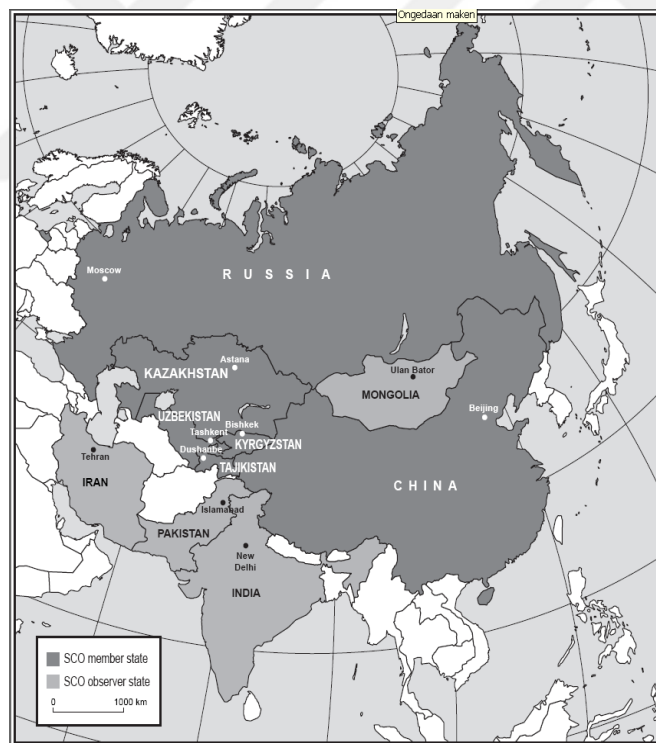 Ongedaan maken
Moscow
R U S S I A
Astana
KAZAKHSTAN
Ulan Bator
MONGOLIA
UZBEKISTAN
Beijing
Bishkek
Tashkent
KYRGYZSTAN
Dushanbe
TAJIKISTAN
Tehran
IRAN
C H I N A
Islamabad
PAKISTAN
New
Delhi
INDIA
SCO member state
SCO observer state
0 1000 km